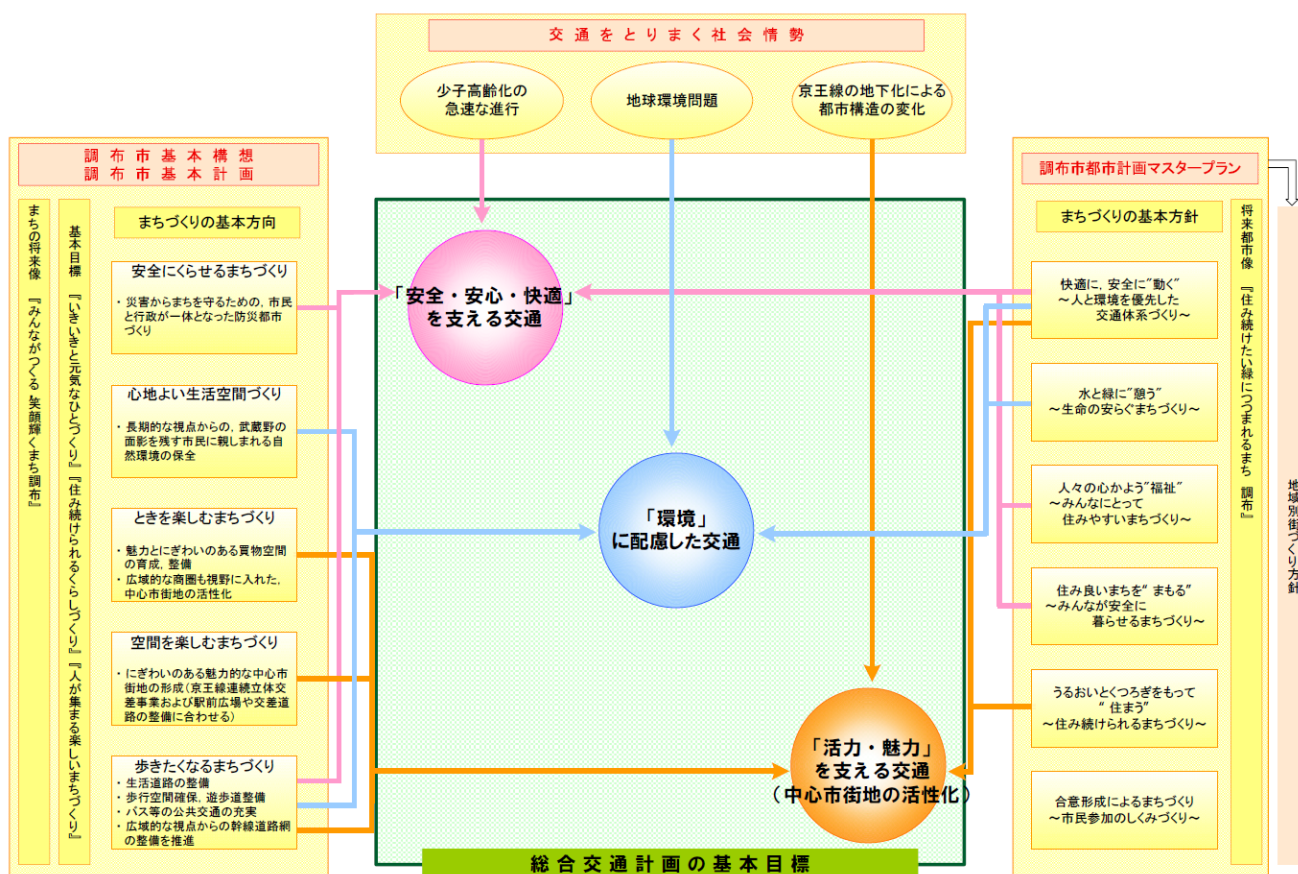 交通をとりまく社会情勢
少子高齢化の
急速な進行
地球環境問題
京王線の地下化による
都市構造の変化
調布市基本構想
調布市基本計画
まちの将来像 『みんながつくる 笑顔輝くまち調布』
基本目標 『いきいきと元気なひとづくり』『住み続けられるくらしづくり』『人が集まる楽しいまちづくり』
まちづくりの基本方向
安全にくらせるまちづくり
・災害からまちを守るための,市民
と行政が一体となった防災都市
づくり
心地よい生活空間づくり
・長期的な視点からの,武蔵野の
面影を残す市民に親しまれる自
然環境の保全
ときを楽しむまちづくり
・魅力とにぎわいのある買物空間
の育成,整備
・広域的な商圏も視野に入れた,
中心市街地の活性化
空間を楽しむまちづくり
・にぎわいのある魅力的な中心市
街地の形成(京王線連続立体交
差事業および駅前広場や交差道
路の整備に合わせる)
歩きたくなるまちづくり
・生活道路の整備
・歩行空間確保,遊歩道整備
・バス等の公共交通の充実
・広域的な視点からの幹線道路網
の整備を推進
「安全・安心・快適」
を支える交通
「環境」
に配慮した交通
「活力・魅力」
を支える交通
(中心市街地の活性化)
総合交通計画の基本目標
調布市都市計画マスタープラン
まちづくりの基本方針
快適に,安全に"動く"
~人と環境を優先した
交通体系づくり~
水と緑に"憩う"
~生命の安らぐまちづくり~
人々の心かよう"福祉"
~みんなにとって
住みやすいまちづくり~
住み良いまちを"まもる"
~みんなが安全に
暮らせるまちづくり~
うるおいとくつろぎをもって
"住まう"
~住み続けられるまちづくり~
合意形成によるまちづくり
~市民参加のしくみづくり~
将来都市像 『住み続けたい緑につつまれるまち 調布』
地域別街づくり方針